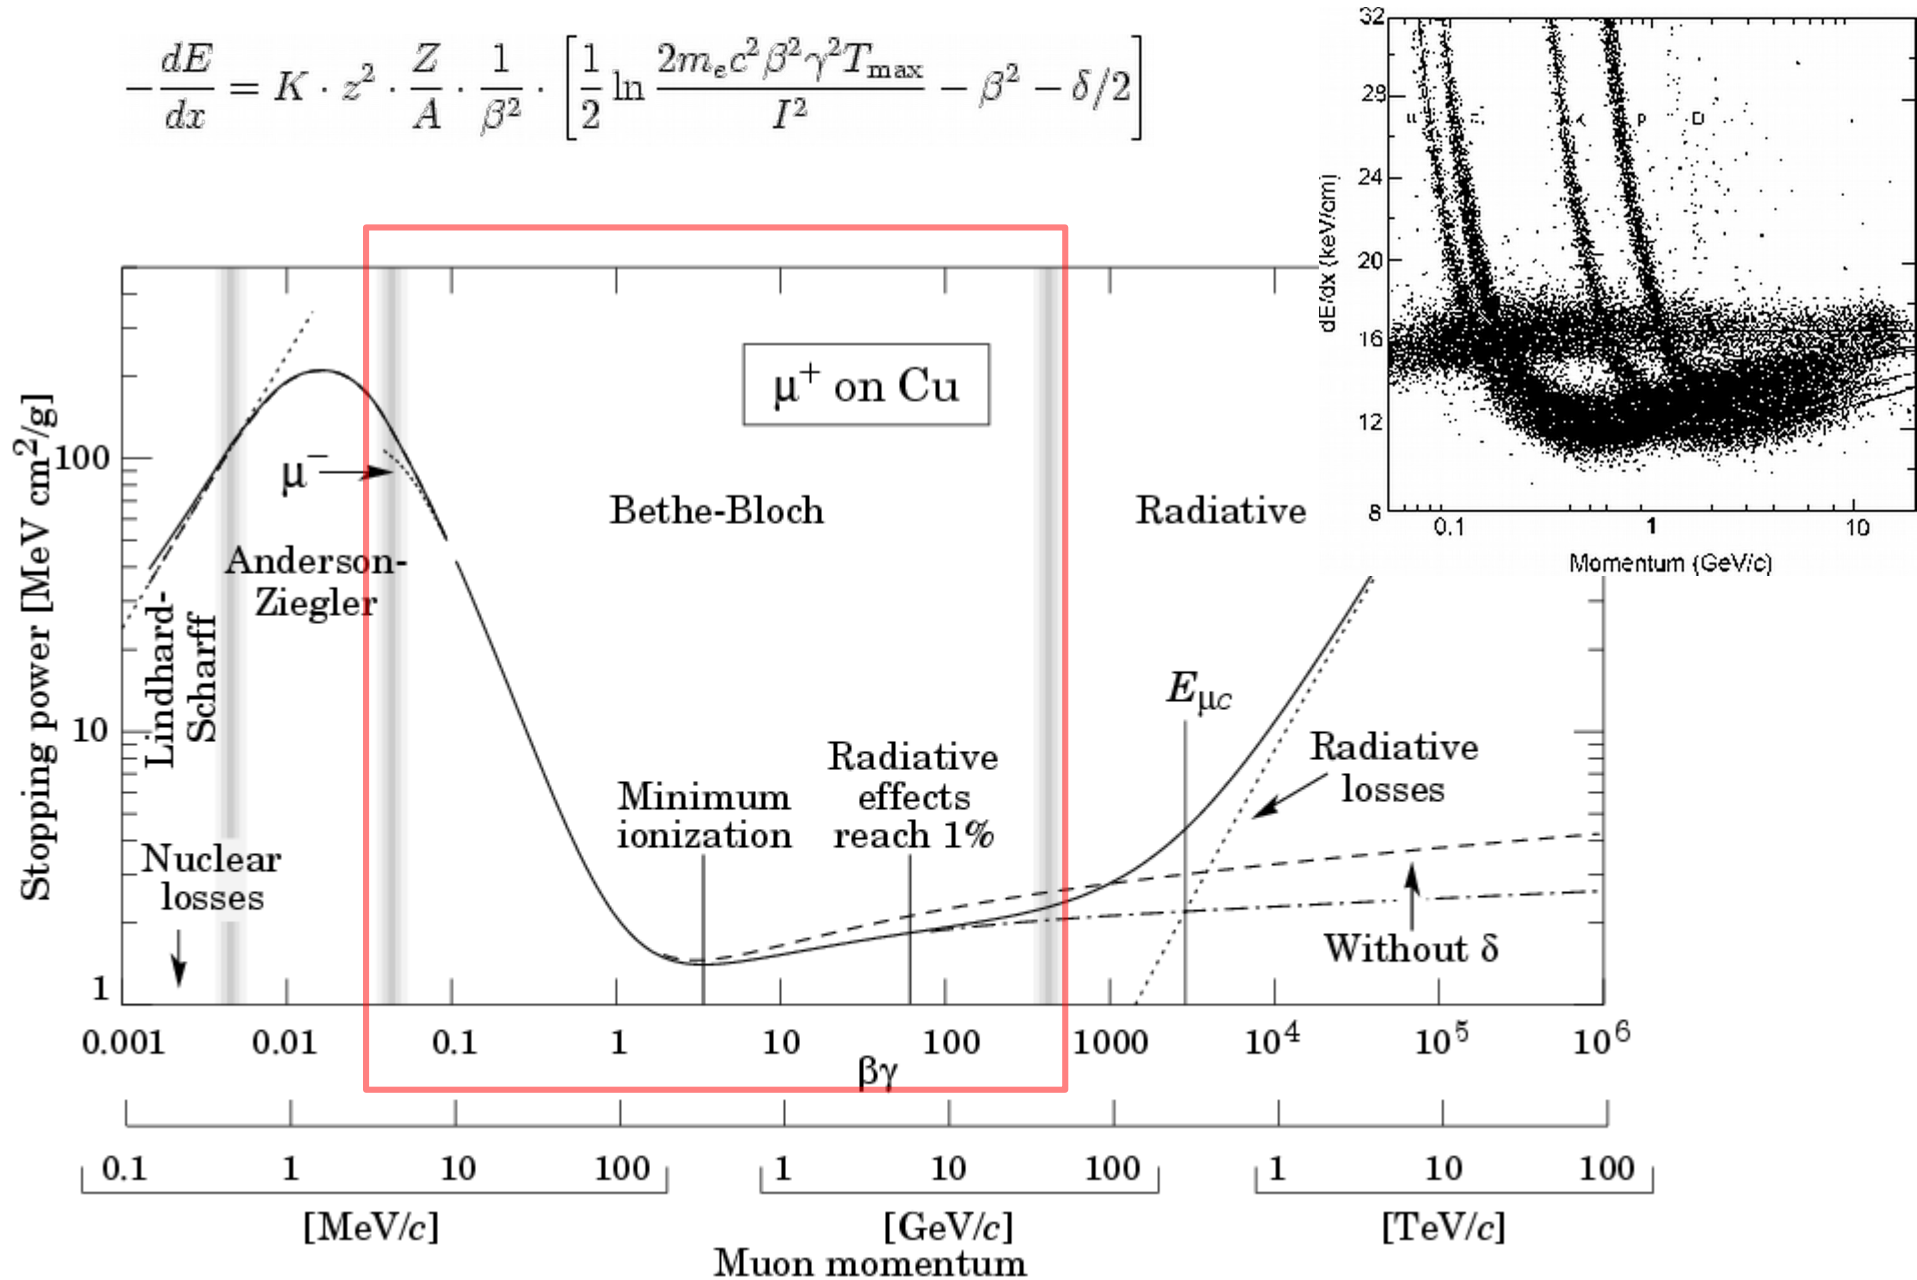 -dE/dx = K · z² · Z/A · 1/β² · [1/2 ln 2mₑc²β²γ²Tmax/I² − β² − δ/2]
32
28
24
20
16
12
8
dE/dx (keV/cm)
μ π K p D
0.1 1 10
Momentum (GeV/c)
Stopping power [MeV cm²/g]
100
10
1
μ⁺ on Cu
μ⁻
Bethe-Bloch
Radiative
Anderson-
Ziegler
Lindhard-
Scharff
Eμc
Radiative
losses
Minimum
ionization
Radiative
effects
reach 1%
Nuclear
losses
Without δ
0.001 0.01 0.1 1 10 100 1000 10⁴ 10⁵ 10⁶
βγ
0.1 1 10 100 1 10 100 1 10 100
[MeV/c] [GeV/c] [TeV/c]
Muon momentum